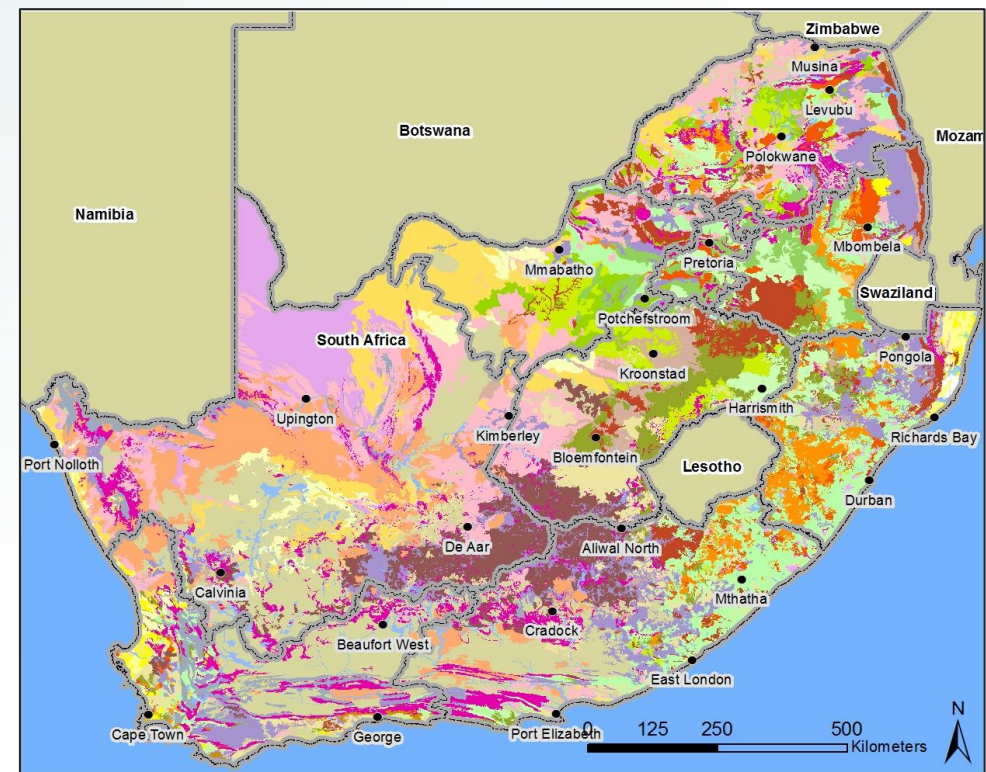 Zimbabwe
Musina
Levubu
Botswana
Mozam
Polokwane
Namibia
Mbombela
Mmabatho
Pretoria
Swaziland
Potchefstroom
South Africa
Pongola
Kroonstad
Harrismith
Upington
Kimberley
Richards Bay
Bloemfontein
Lesotho
Port Nolloth
Durban
De Aar
Aliwal North
Calvinia
Mthatha
Cradock
Beaufort West
East London
N
Cape Town
George
Port Elizabeth
0 125 250 500
Kilometers